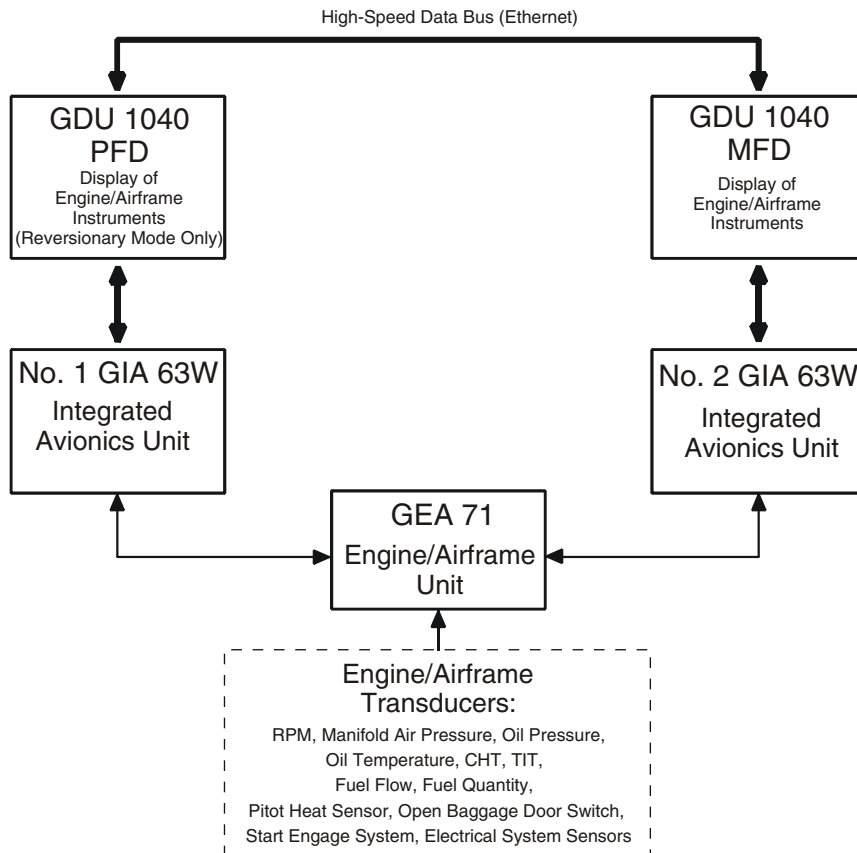 High-Speed Data Bus (Ethernet)
GDU 1040
PFD
Display of
Engine/Airframe
Instruments
(Reversionary Mode Only)
GDU 1040
MFD
Display of
Engine/Airframe
Instruments
No. 1 GIA 63W
Integrated
Avionics Unit
No. 2 GIA 63W
Integrated
Avionics Unit
GEA 71
Engine/Airframe
Unit
Engine/Airframe
Transducers:
RPM, Manifold Air Pressure, Oil Pressure,
Oil Temperature, CHT, TIT,
Fuel Flow, Fuel Quantity,
Pitot Heat Sensor, Open Baggage Door Switch,
Start Engage System, Electrical System Sensors